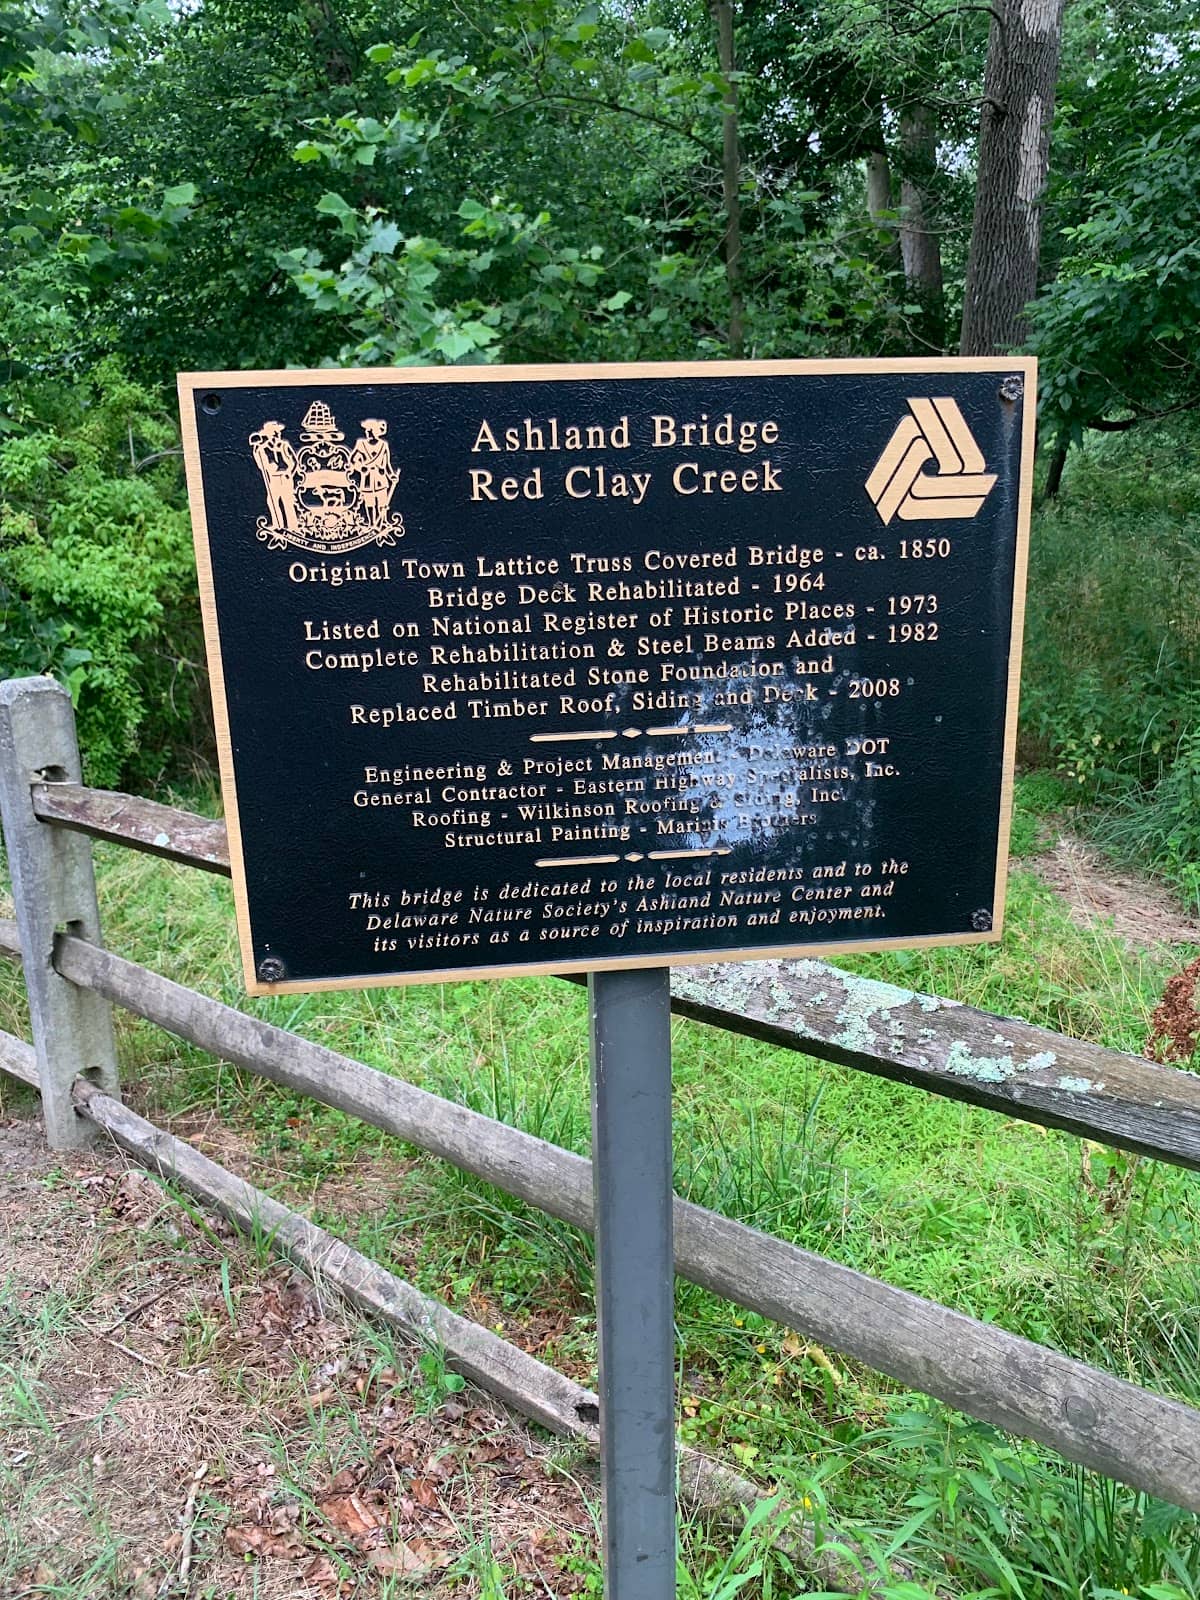 Ashland Bridge
Red Clay Creek
LIBERTY AND INDEPENDENCE
Original Town Lattice Truss Covered Bridge - ca. 1850
Bridge Deck Rehabilitated - 1964
Listed on National Register of Historic Places - 1973
Complete Rehabilitation & Steel Beams Added - 1982
Rehabilitated Stone Foundation and
Replaced Timber Roof, Siding and Deck - 2008
Engineering & Project Management - Delaware DOT
General Contractor - Eastern Highway Specialists, Inc.
Roofing - Wilkinson Roofing & Siding, Inc.
Structural Painting - Marinis Brothers
This bridge is dedicated to the local residents and to the
Delaware Nature Society's Ashland Nature Center and
its visitors as a source of inspiration and enjoyment.